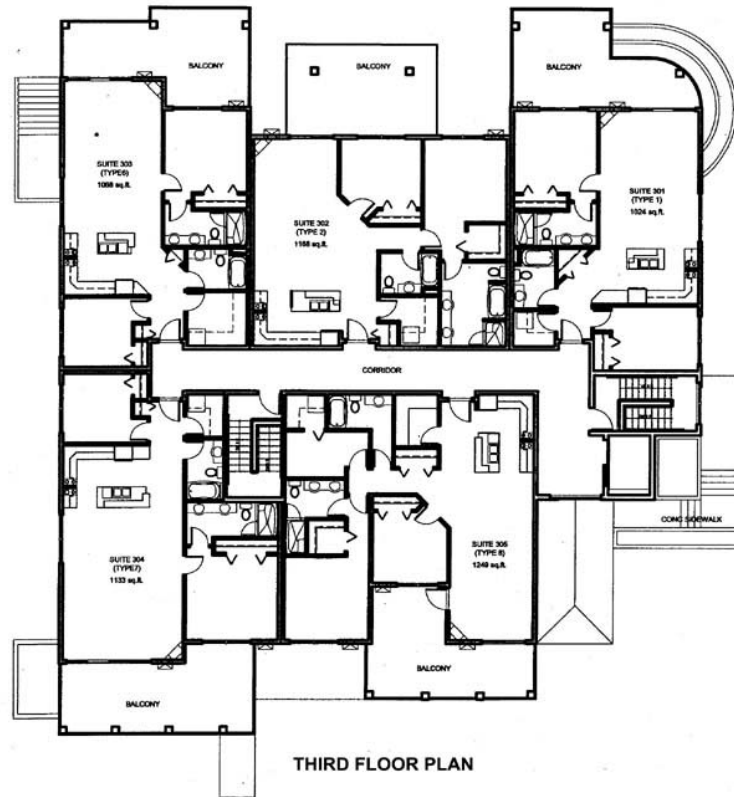 BALCONY
BALCONY
BALCONY
SUITE 303
(TYPE6)
1068 sq.ft.
SUITE 302
(TYPE 2)
1168 sq.ft.
SUITE 301
(TYPE 1)
1024 sq.ft.
CORRIDOR
SUITE 304
(TYPE7)
1133 sq.ft.
SUITE 305
(TYPE 8)
1249 sq.ft.
CONC SIDEWALK
BALCONY
BALCONY
THIRD FLOOR PLAN